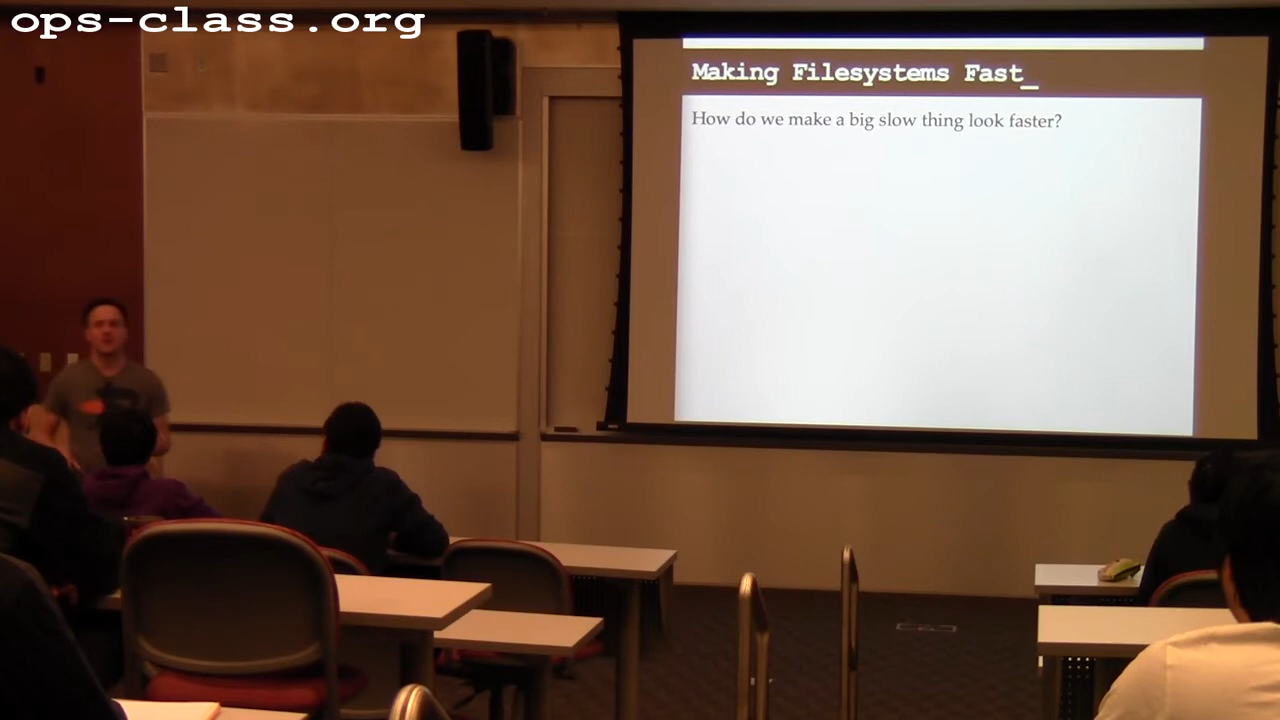 ops-class.org
Making Filesystems Fast_
How do we make a big slow thing look faster?